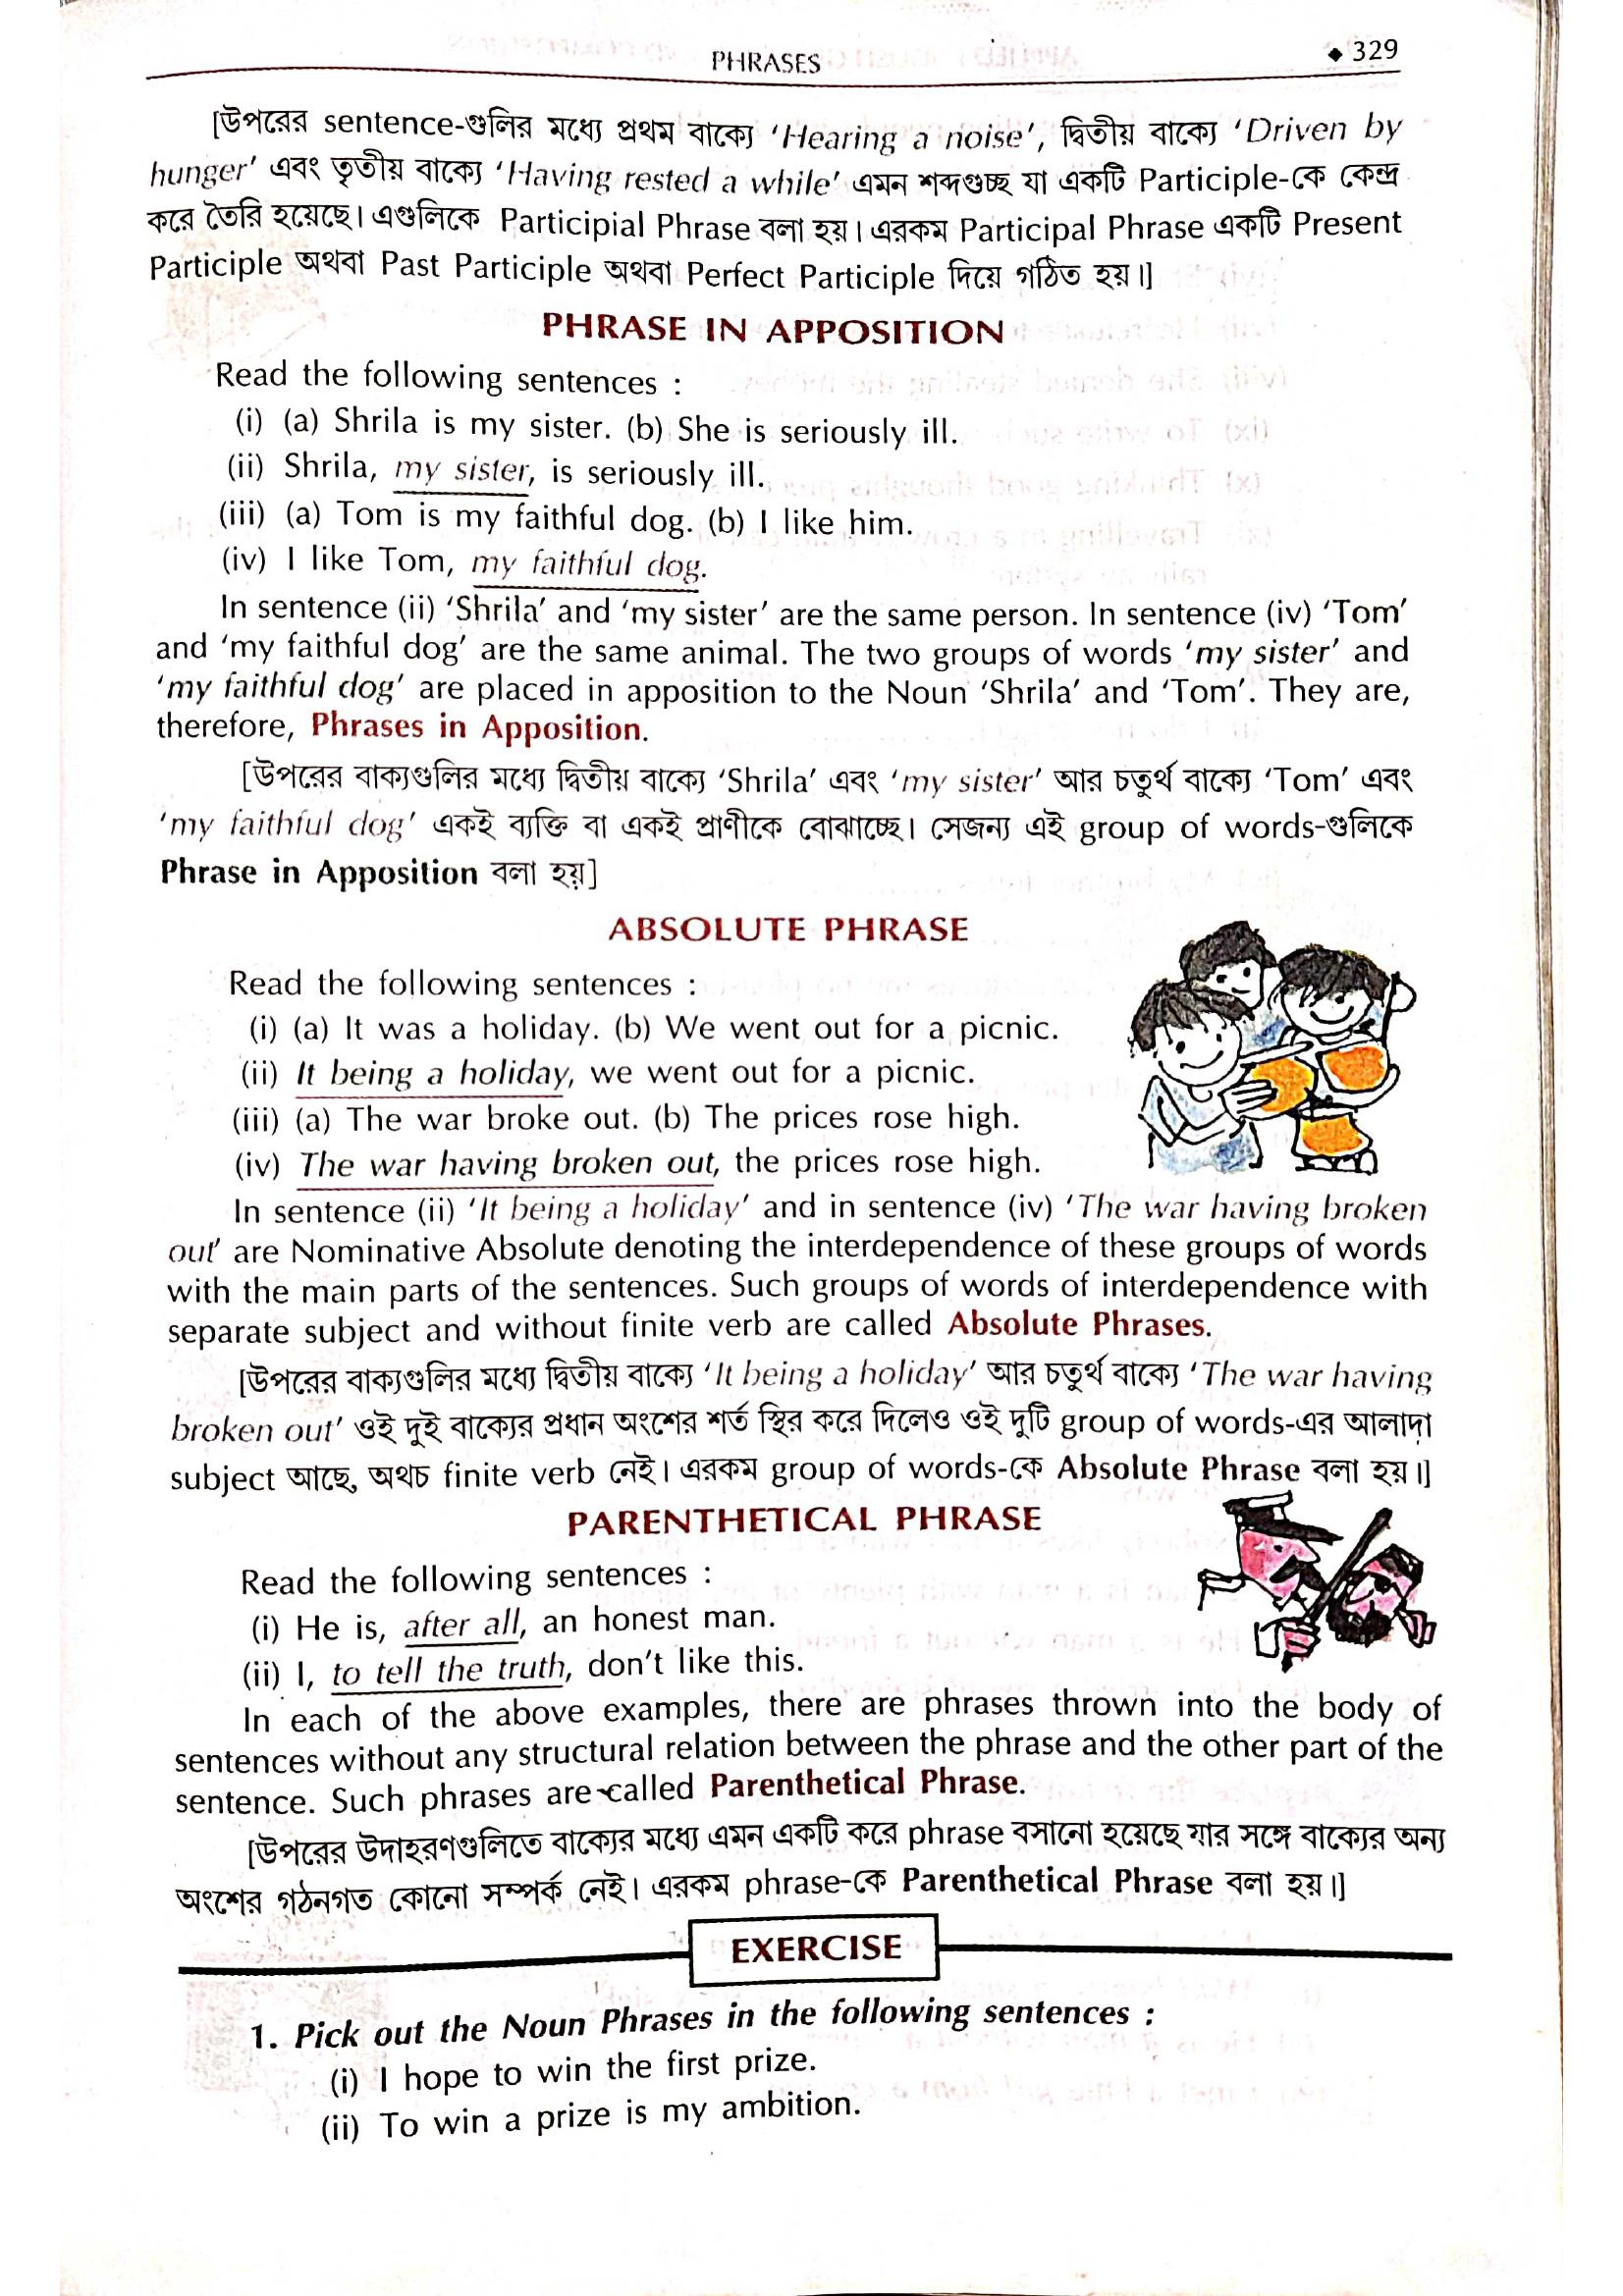 PHRASES
◆ 329
[উপরের sentence-গুলির মধ্যে প্রথম বাক্যে ‘Hearing a noise’, দ্বিতীয় বাক্যে ‘Driven by
hunger’ এবং তৃতীয় বাক্যে ‘Having rested a while’ এমন শব্দগুচ্ছ যা একটি Participle-কে কেন্দ্র
করে তৈরি হয়েছে। এগুলিকে Participial Phrase বলা হয়। এরকম Participal Phrase একটি Present
Participle অথবা Past Participle অথবা Perfect Participle দিয়ে গঠিত হয়।]
PHRASE IN APPOSITION
Read the following sentences :
(i) (a) Shrila is my sister. (b) She is seriously ill.
(ii) Shrila, my sister, is seriously ill.
(iii) (a) Tom is my faithful dog. (b) I like him.
(iv) I like Tom, my faithful dog.
In sentence (ii) ‘Shrila’ and ‘my sister’ are the same person. In sentence (iv) ‘Tom’
and ‘my faithful dog’ are the same animal. The two groups of words ‘my sister’ and
‘my faithful dog’ are placed in apposition to the Noun ‘Shrila’ and ‘Tom’. They are,
therefore, Phrases in Apposition.
[উপরের বাক্যগুলির মধ্যে দ্বিতীয় বাক্যে ‘Shrila’ এবং ‘my sister’ আর চতুর্থ বাক্যে ‘Tom’ এবং
‘my faithful dog’ একই ব্যক্তি বা একই প্রাণীকে বোঝাচ্ছে। সেজন্য এই group of words-গুলিকে
Phrase in Apposition বলা হয়]
ABSOLUTE PHRASE
Read the following sentences :
(i) (a) It was a holiday. (b) We went out for a picnic.
(ii) It being a holiday, we went out for a picnic.
(iii) (a) The war broke out. (b) The prices rose high.
(iv) The war having broken out, the prices rose high.
In sentence (ii) ‘It being a holiday’ and in sentence (iv) ‘The war having broken
out’ are Nominative Absolute denoting the interdependence of these groups of words
with the main parts of the sentences. Such groups of words of interdependence with
separate subject and without finite verb are called Absolute Phrases.
[উপরের বাক্যগুলির মধ্যে দ্বিতীয় বাক্যে ‘It being a holiday’ আর চতুর্থ বাক্যে ‘The war having
broken out’ ওই দুই বাক্যের প্রধান অংশের শর্ত স্থির করে দিলেও ওই দুটি group of words-এর আলাদা
subject আছে, অথচ finite verb নেই। এরকম group of words-কে Absolute Phrase বলা হয়।]
PARENTHETICAL PHRASE
Read the following sentences :
(i) He is, after all, an honest man.
(ii) I, to tell the truth, don’t like this.
In each of the above examples, there are phrases thrown into the body of
sentences without any structural relation between the phrase and the other part of the
sentence. Such phrases are called Parenthetical Phrase.
[উপরের উদাহরণগুলিতে বাক্যের মধ্যে এমন একটি করে phrase বসানো হয়েছে যার সঙ্গে বাক্যের অন্য
অংশের গঠনগত কোনো সম্পর্ক নেই। এরকম phrase-কে Parenthetical Phrase বলা হয়।]
EXERCISE
1. Pick out the Noun Phrases in the following sentences :
(i) I hope to win the first prize.
(ii) To win a prize is my ambition.